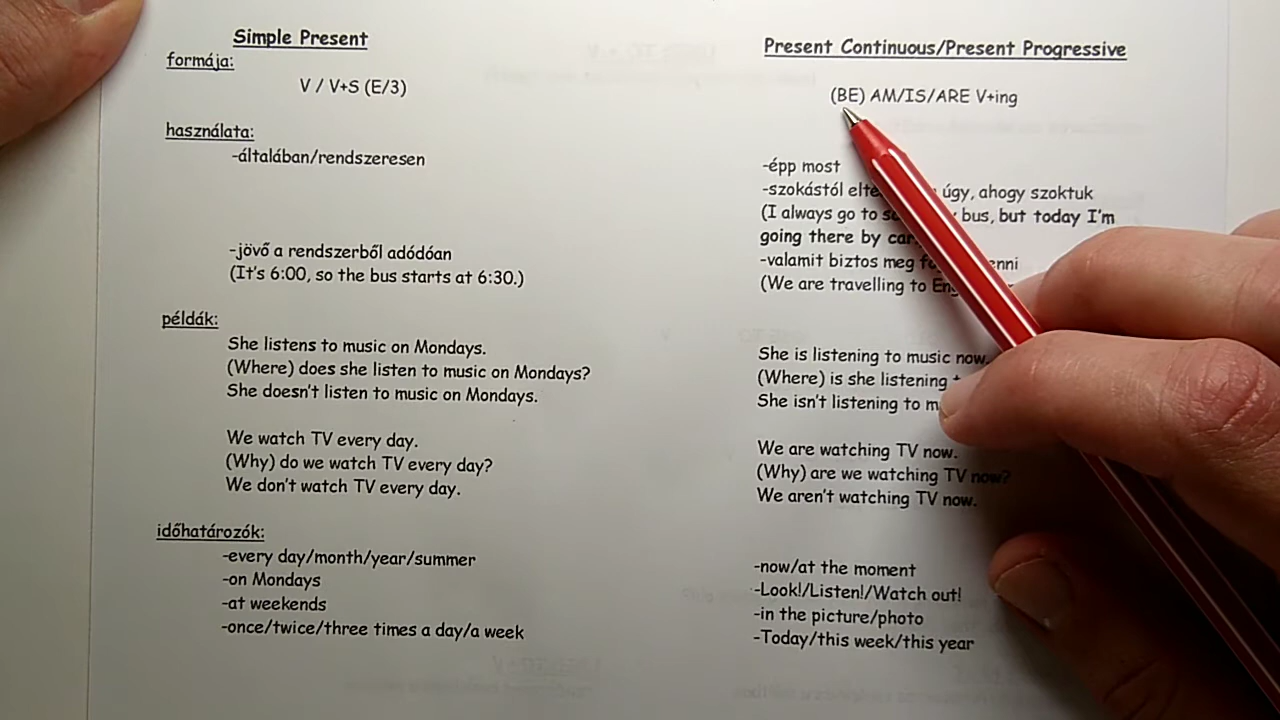 Simple Present
formája:
V / V+S (E/3)
használata:
-általában/rendszeresen
-jövő a rendszerből adódóan
(It's 6:00, so the bus starts at 6:30.)
példák:
She listens to music on Mondays.
(Where) does she listen to music on Mondays?
She doesn't listen to music on Mondays.
We watch TV every day.
(Why) do we watch TV every day?
We don't watch TV every day.
időhatározók:
-every day/month/year/summer
-on Mondays
-at weekends
-once/twice/three times a day/a week
Present Continuous/Present Progressive
(BE) AM/IS/ARE V+ing
-épp most
-szokástól úgy, ahogy szoktuk
(I always go to bus, but today I'm
going there by
-valamit biztos meg
(We are travelling to
She is listening to music now.
(Where) is she listening
She isn't listening to
We are watching TV now.
(Why) are we watching TV now?
We aren't watching TV now.
-now/at the moment
-Look!/Listen!/Watch out!
-in the picture/photo
-Today/this week/this year